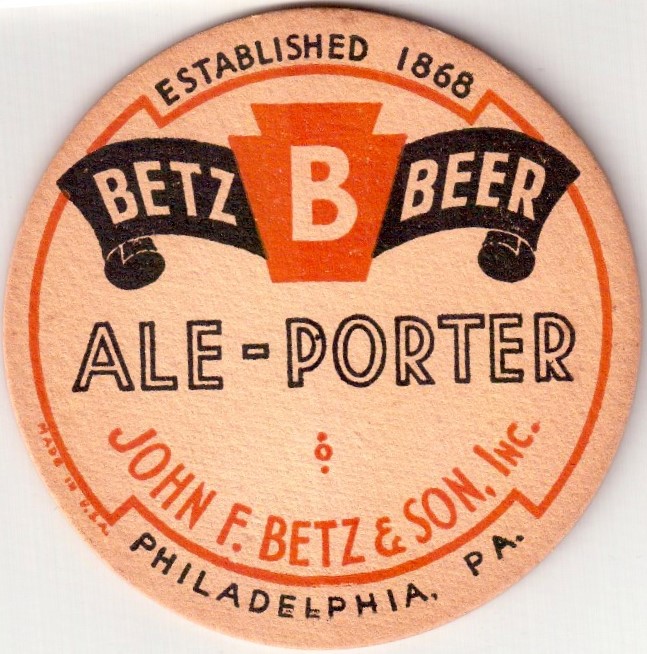 ESTABLISHED 1868
BETZ B BEER
ALE-PORTER
JOHN F. BETZ & SON, INC.
MADE IN U.S.A.
PHILADELPHIA, PA.